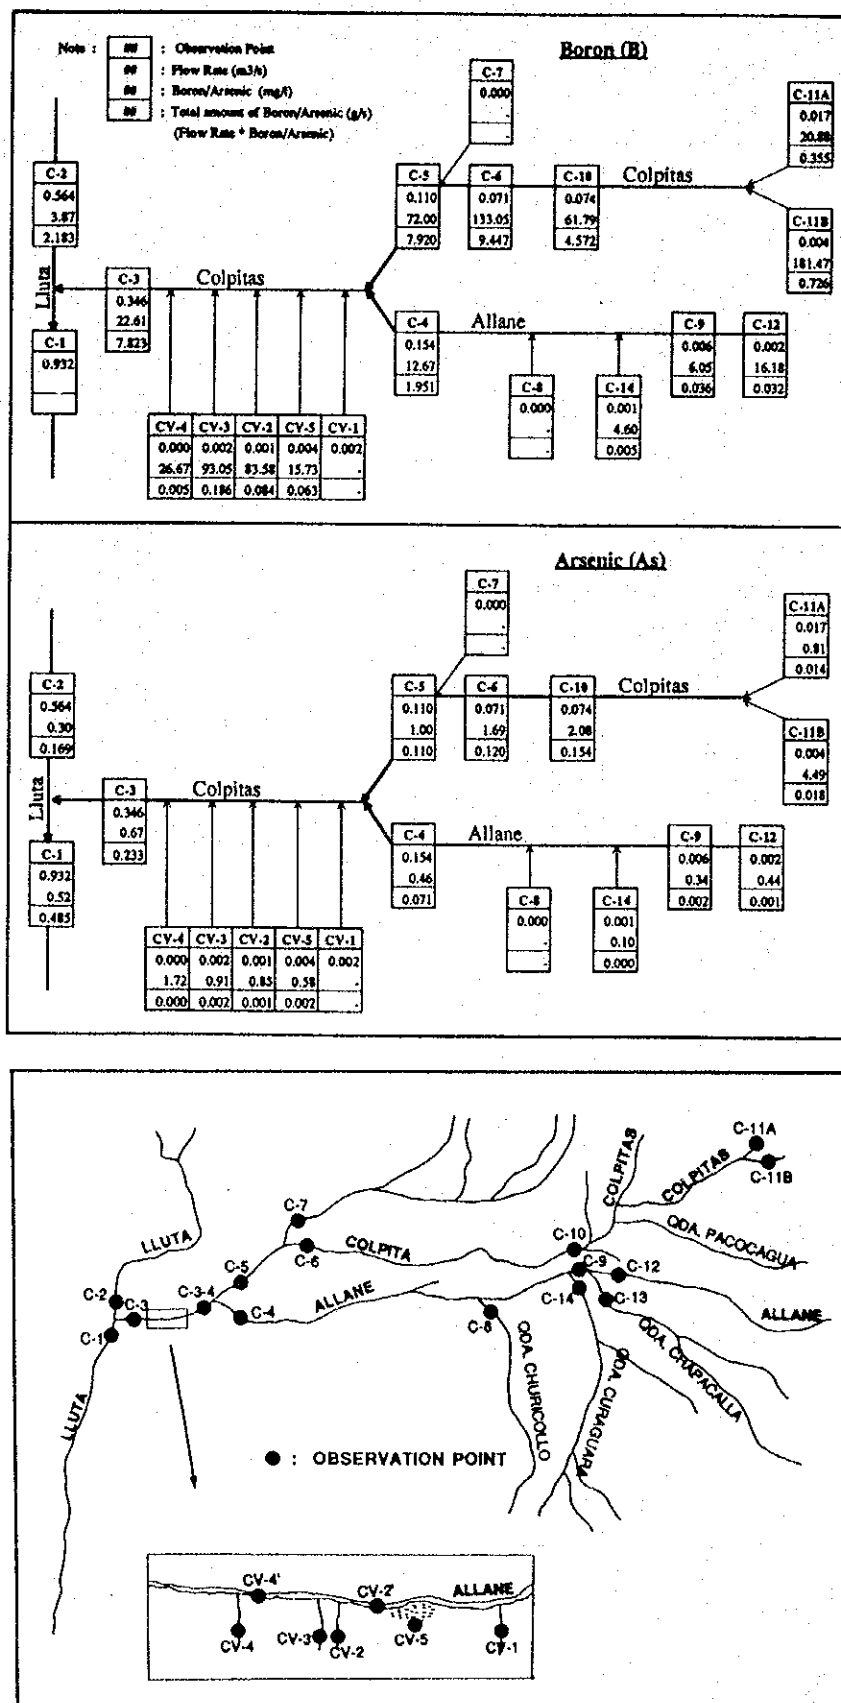 Note : ## : Observation Point
## : Flow Rate (m3/s)
## : Boron/Arsenic (mg/l)
## : Total amount of Boron/Arsenic (g/s)
(Flow Rate * Boron/Arsenic)
Boron (B)
C-7
0.000
-
-
C-11A
0.017
20.88
0.355
C-2
0.564
3.87
2.183
C-5
0.110
72.00
7.920
C-6
0.071
133.05
9.447
C-10
0.074
61.79
4.572
Colpitas
C-11B
0.004
181.47
0.726
Lluta
C-3
0.346
22.61
7.823
Colpitas
C-1
0.932
C-4
0.154
12.67
1.951
Allane
C-9
0.006
6.05
0.036
C-12
0.002
16.18
0.032
C-8
0.000
-
-
C-14
0.001
4.60
0.005
CV-4 CV-3 CV-2 CV-5 CV-1
0.000 0.002 0.001 0.004 0.002
26.67 93.05 83.58 15.73 -
0.005 0.186 0.084 0.063 -
Arsenic (As)
C-7
0.000
-
-
C-11A
0.017
0.81
0.014
C-2
0.564
0.30
0.169
C-5
0.110
1.00
0.110
C-6
0.071
1.69
0.120
C-10
0.074
2.08
0.154
Colpitas
C-11B
0.004
4.49
0.018
Lluta
C-3
0.346
0.67
0.233
Colpitas
C-1
0.932
0.52
0.485
C-4
0.154
0.46
0.071
Allane
C-9
0.006
0.34
0.002
C-12
0.002
0.44
0.001
C-8
0.000
-
-
C-14
0.001
0.10
0.000
CV-4 CV-3 CV-2 CV-5 CV-1
0.000 0.002 0.001 0.004 0.002
1.72 0.91 0.85 0.58 -
0.000 0.002 0.001 0.002 -
C-11A
C-11B
COLPITAS
COLPITAS
QDA. PACOCAGUA
C-7
LLUTA
C-6
COLPITA
C-10
C-9
C-12
C-5
C-2
C-3
C-3-4
C-4
ALLANE
C-14
C-13
ALLANE
C-1
C-8
QDA. CHURICOLLO
QDA. CURAGUARA
QDA. CHAPACALLA
LLUTA
: OBSERVATION POINT
CV-4'
CV-2'
ALLANE
CV-4
CV-3
CV-2
CV-5
CV-1